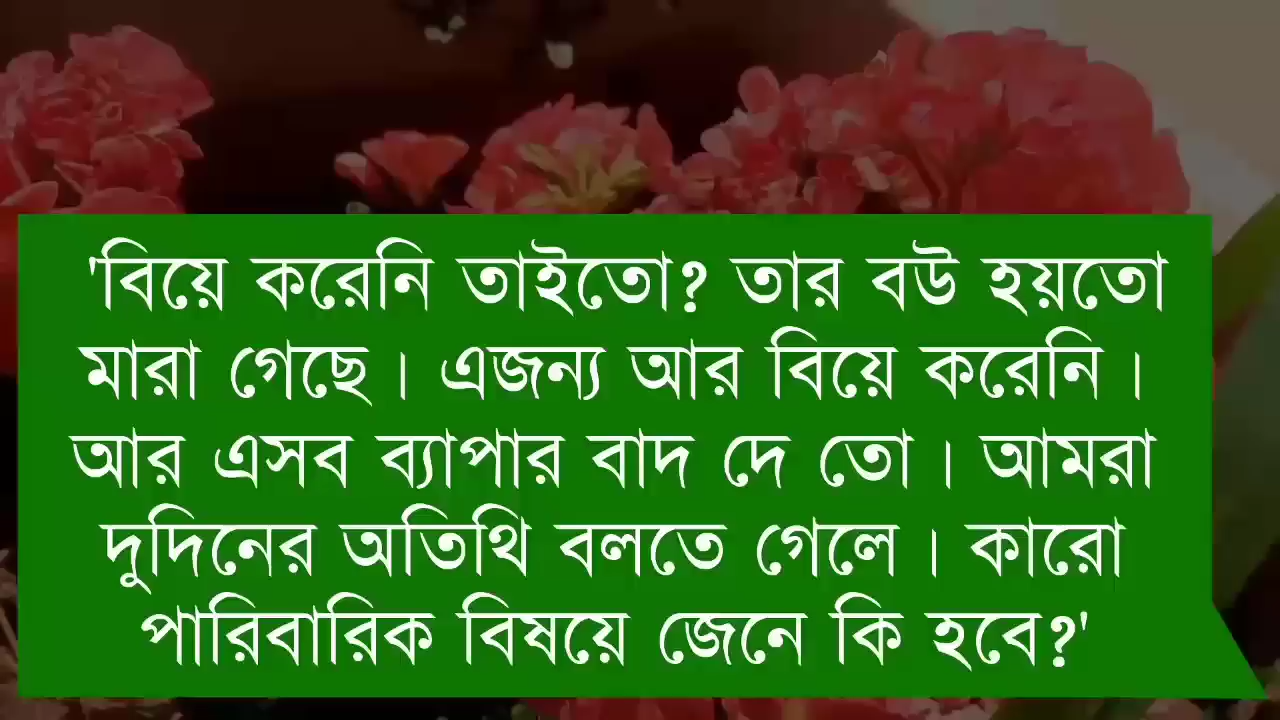 'বিয়ে করেনি তাইতো? তার বউ হয়তো
মারা গেছে। এজন্য আর বিয়ে করেনি।
আর এসব ব্যাপার বাদ দে তো। আমরা
দুদিনের অতিথি বলতে গেলে। কারো
পারিবারিক বিষয়ে জেনে কি হবে?'